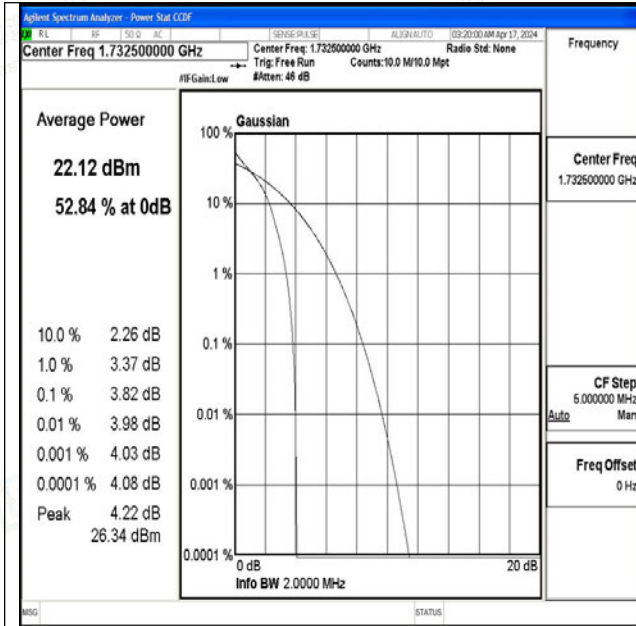 Agilent Spectrum Analyzer - Power Stat CCDF
RL RF 50 Ω AC SENSE:PULSE ALIGN AUTO 03:20:00 AM Apr 17, 2024
Center Freq 1.732500000 GHz
Center Freq: 1.732500000 GHz Radio Std: None
Trig: Free Run Counts:10.0 M/10.0 Mpt
#IFGain:Low #Atten: 46 dB
Frequency
Average Power
22.12 dBm
52.84 % at 0dB
10.0 % 2.26 dB
1.0 % 3.37 dB
0.1 % 3.82 dB
0.01 % 3.98 dB
0.001 % 4.03 dB
0.0001 % 4.08 dB
Peak 4.22 dB
26.34 dBm
Gaussian
100 %
10 %
1 %
0.1 %
0.01 %
0.001 %
0.0001 %
0 dB 20 dB
Info BW 2.0000 MHz
Center Freq
1.732500000 GHz
CF Step
5.000000 MHz
Auto Man
Freq Offset
0 Hz
MSG STATUS